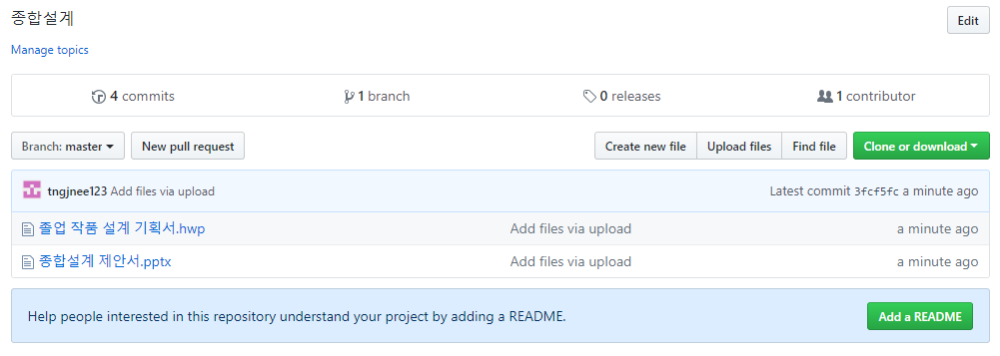 종합설계
Edit
Manage topics
4 commits
1 branch
0 releases
1 contributor
Branch: master
New pull request
Create new file
Upload files
Find file
Clone or download
tngjnee123 Add files via upload
Latest commit 3fcf5fc a minute ago
졸업 작품 설계 기획서.hwp
Add files via upload
a minute ago
종합설계 제안서.pptx
Add files via upload
a minute ago
Help people interested in this repository understand your project by adding a README.
Add a README